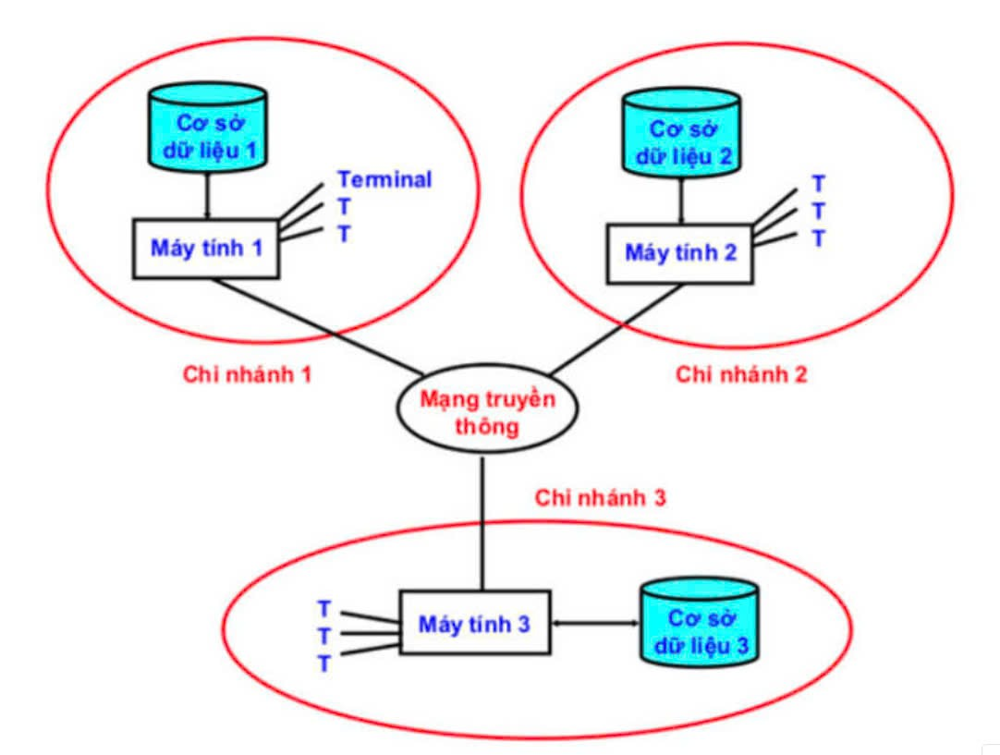 Cơ sở
dữ liệu 1
Terminal
T
T
Máy tính 1
Chi nhánh 1
Cơ sở
dữ liệu 2
T
T
T
Máy tính 2
Chi nhánh 2
Mạng truyền
thông
Chi nhánh 3
T
T
T
Máy tính 3
Cơ sở
dữ liệu 3